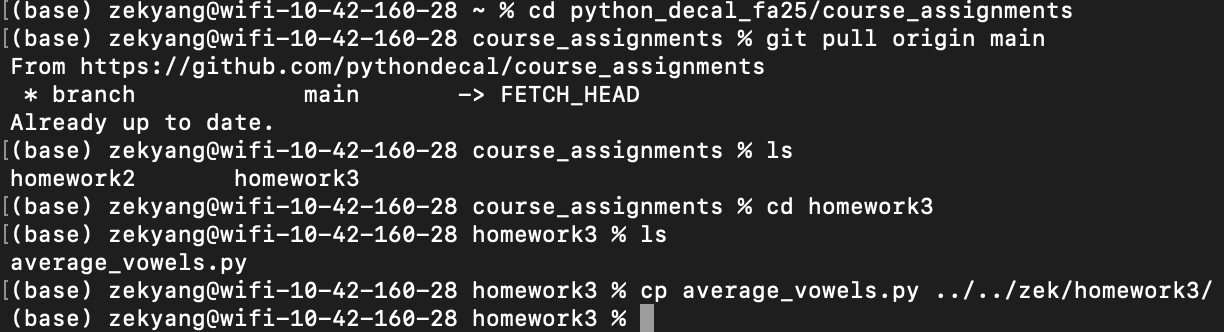 (base) zekyang@wifi-10-42-160-28 ~ % cd python_decal_fa25/course_assignments
[(base) zekyang@wifi-10-42-160-28 course_assignments % git pull origin main
From https://github.com/pythondecal/course_assignments
 * branch            main       -> FETCH_HEAD
Already up to date.
[(base) zekyang@wifi-10-42-160-28 course_assignments % ls
homework2       homework3
[(base) zekyang@wifi-10-42-160-28 course_assignments % cd homework3
[(base) zekyang@wifi-10-42-160-28 homework3 % ls
average_vowels.py
[(base) zekyang@wifi-10-42-160-28 homework3 % cp average_vowels.py ../../zek/homework3/
(base) zekyang@wifi-10-42-160-28 homework3 %